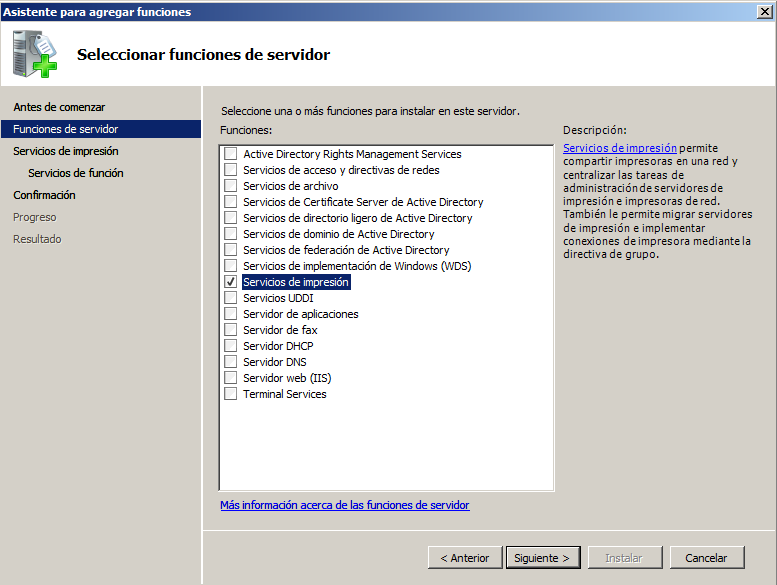 Asistente para agregar funciones
Seleccionar funciones de servidor
Antes de comenzar
Funciones de servidor
Servicios de impresión
Servicios de función
Confirmación
Progreso
Resultado
Seleccione una o más funciones para instalar en este servidor.
Funciones:
Active Directory Rights Management Services
Servicios de acceso y directivas de redes
Servicios de archivo
Servicios de Certificate Server de Active Directory
Servicios de directorio ligero de Active Directory
Servicios de dominio de Active Directory
Servicios de federación de Active Directory
Servicios de implementación de Windows (WDS)
Servicios de impresión
Servicios UDDI
Servidor de aplicaciones
Servidor de fax
Servidor DHCP
Servidor DNS
Servidor web (IIS)
Terminal Services
Más información acerca de las funciones de servidor
Descripción:
Servicios de impresión permite
compartir impresoras en una red y
centralizar las tareas de
administración de servidores de
impresión e impresoras de red.
También le permite migrar servidores
de impresión e implementar
conexiones de impresora mediante la
directiva de grupo.
< Anterior
Siguiente >
Instalar
Cancelar